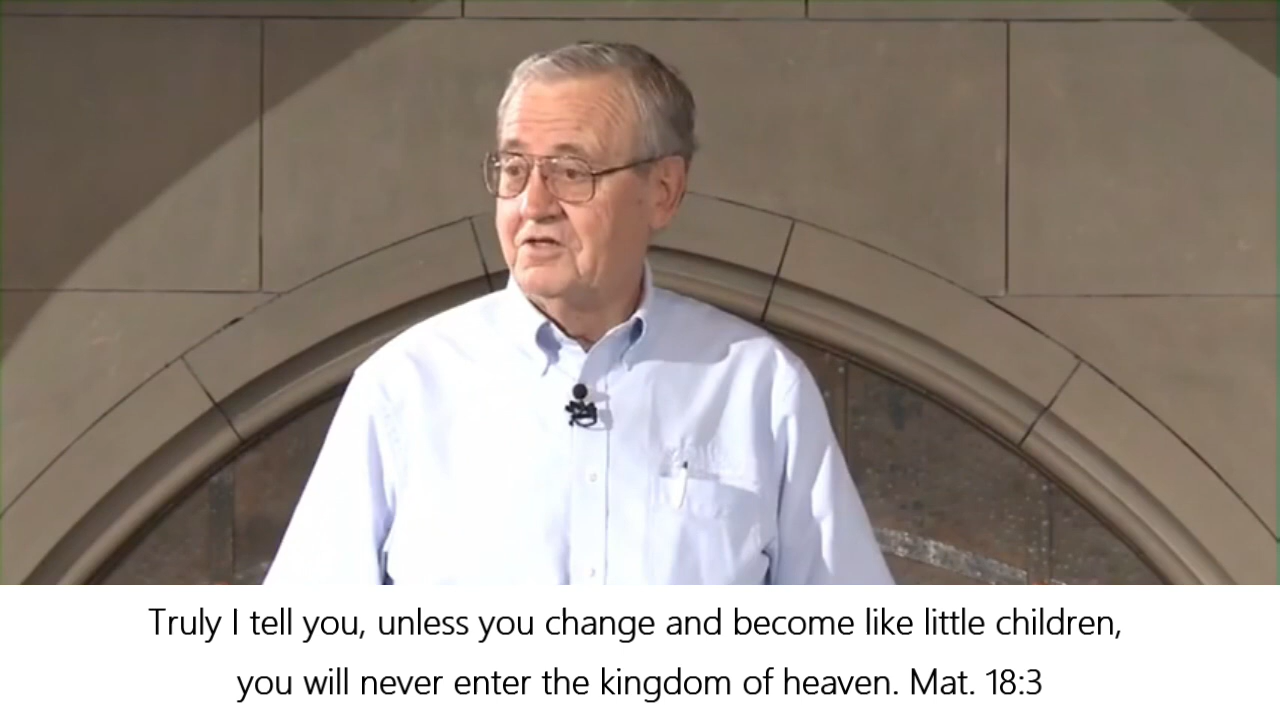 Truly I tell you, unless you change and become like little children,
you will never enter the kingdom of heaven. Mat. 18:3